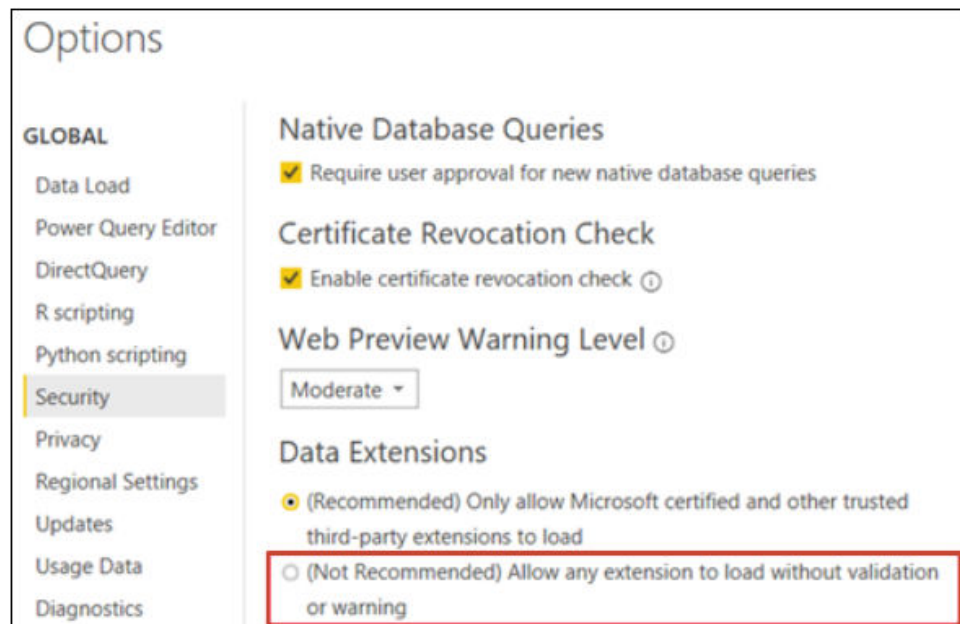 Options
GLOBAL
Data Load
Power Query Editor
DirectQuery
R scripting
Python scripting
Security
Privacy
Regional Settings
Updates
Usage Data
Diagnostics
Native Database Queries
Require user approval for new native database queries
Certificate Revocation Check
Enable certificate revocation check
Web Preview Warning Level
Moderate
Data Extensions
(Recommended) Only allow Microsoft certified and other trusted
third-party extensions to load
(Not Recommended) Allow any extension to load without validation
or warning